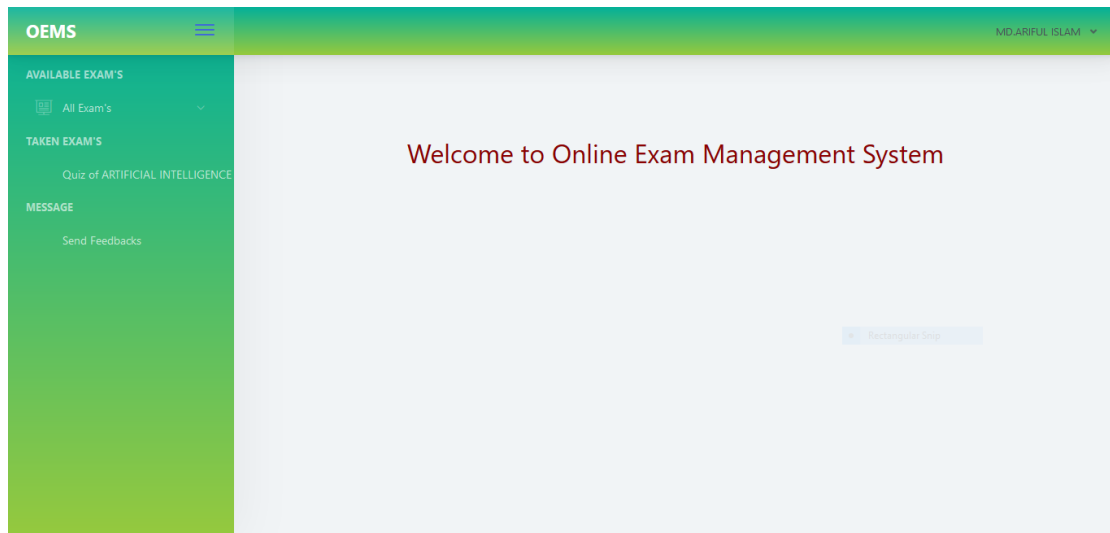 OEMS
MD.ARIFUL ISLAM
AVAILABLE EXAM'S
All Exam's
TAKEN EXAM'S
Quiz of ARTIFICIAL INTELLIGENCE
MESSAGE
Send Feedbacks
Welcome to Online Exam Management System
Rectangular Snip